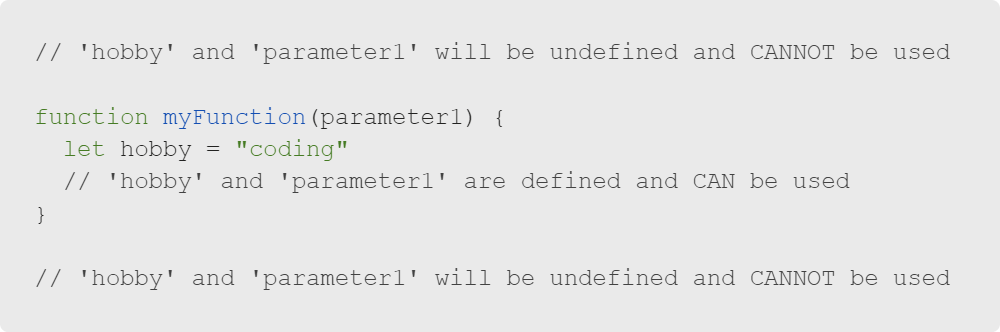 // 'hobby' and 'parameter1' will be undefined and CANNOT be used
function myFunction(parameter1) {
let hobby = "coding"
// 'hobby' and 'parameter1' are defined and CAN be used
}
// 'hobby' and 'parameter1' will be undefined and CANNOT be used